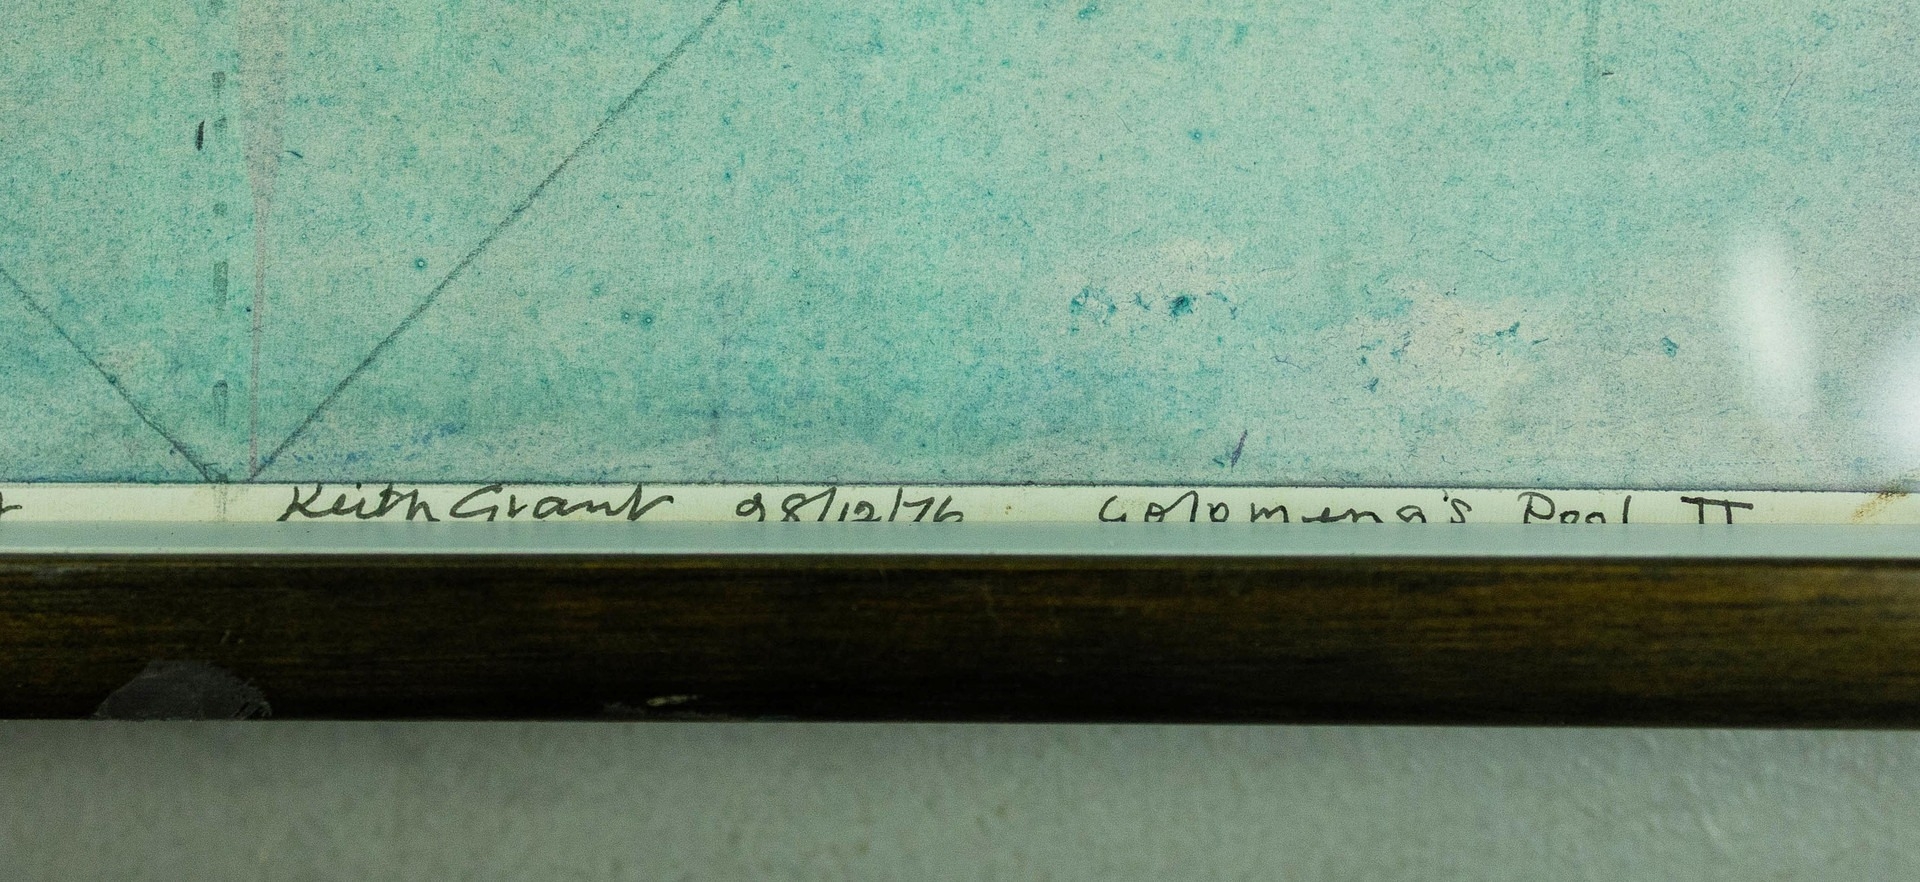 Keith Grant 28/12/76 Colomena's Pool II